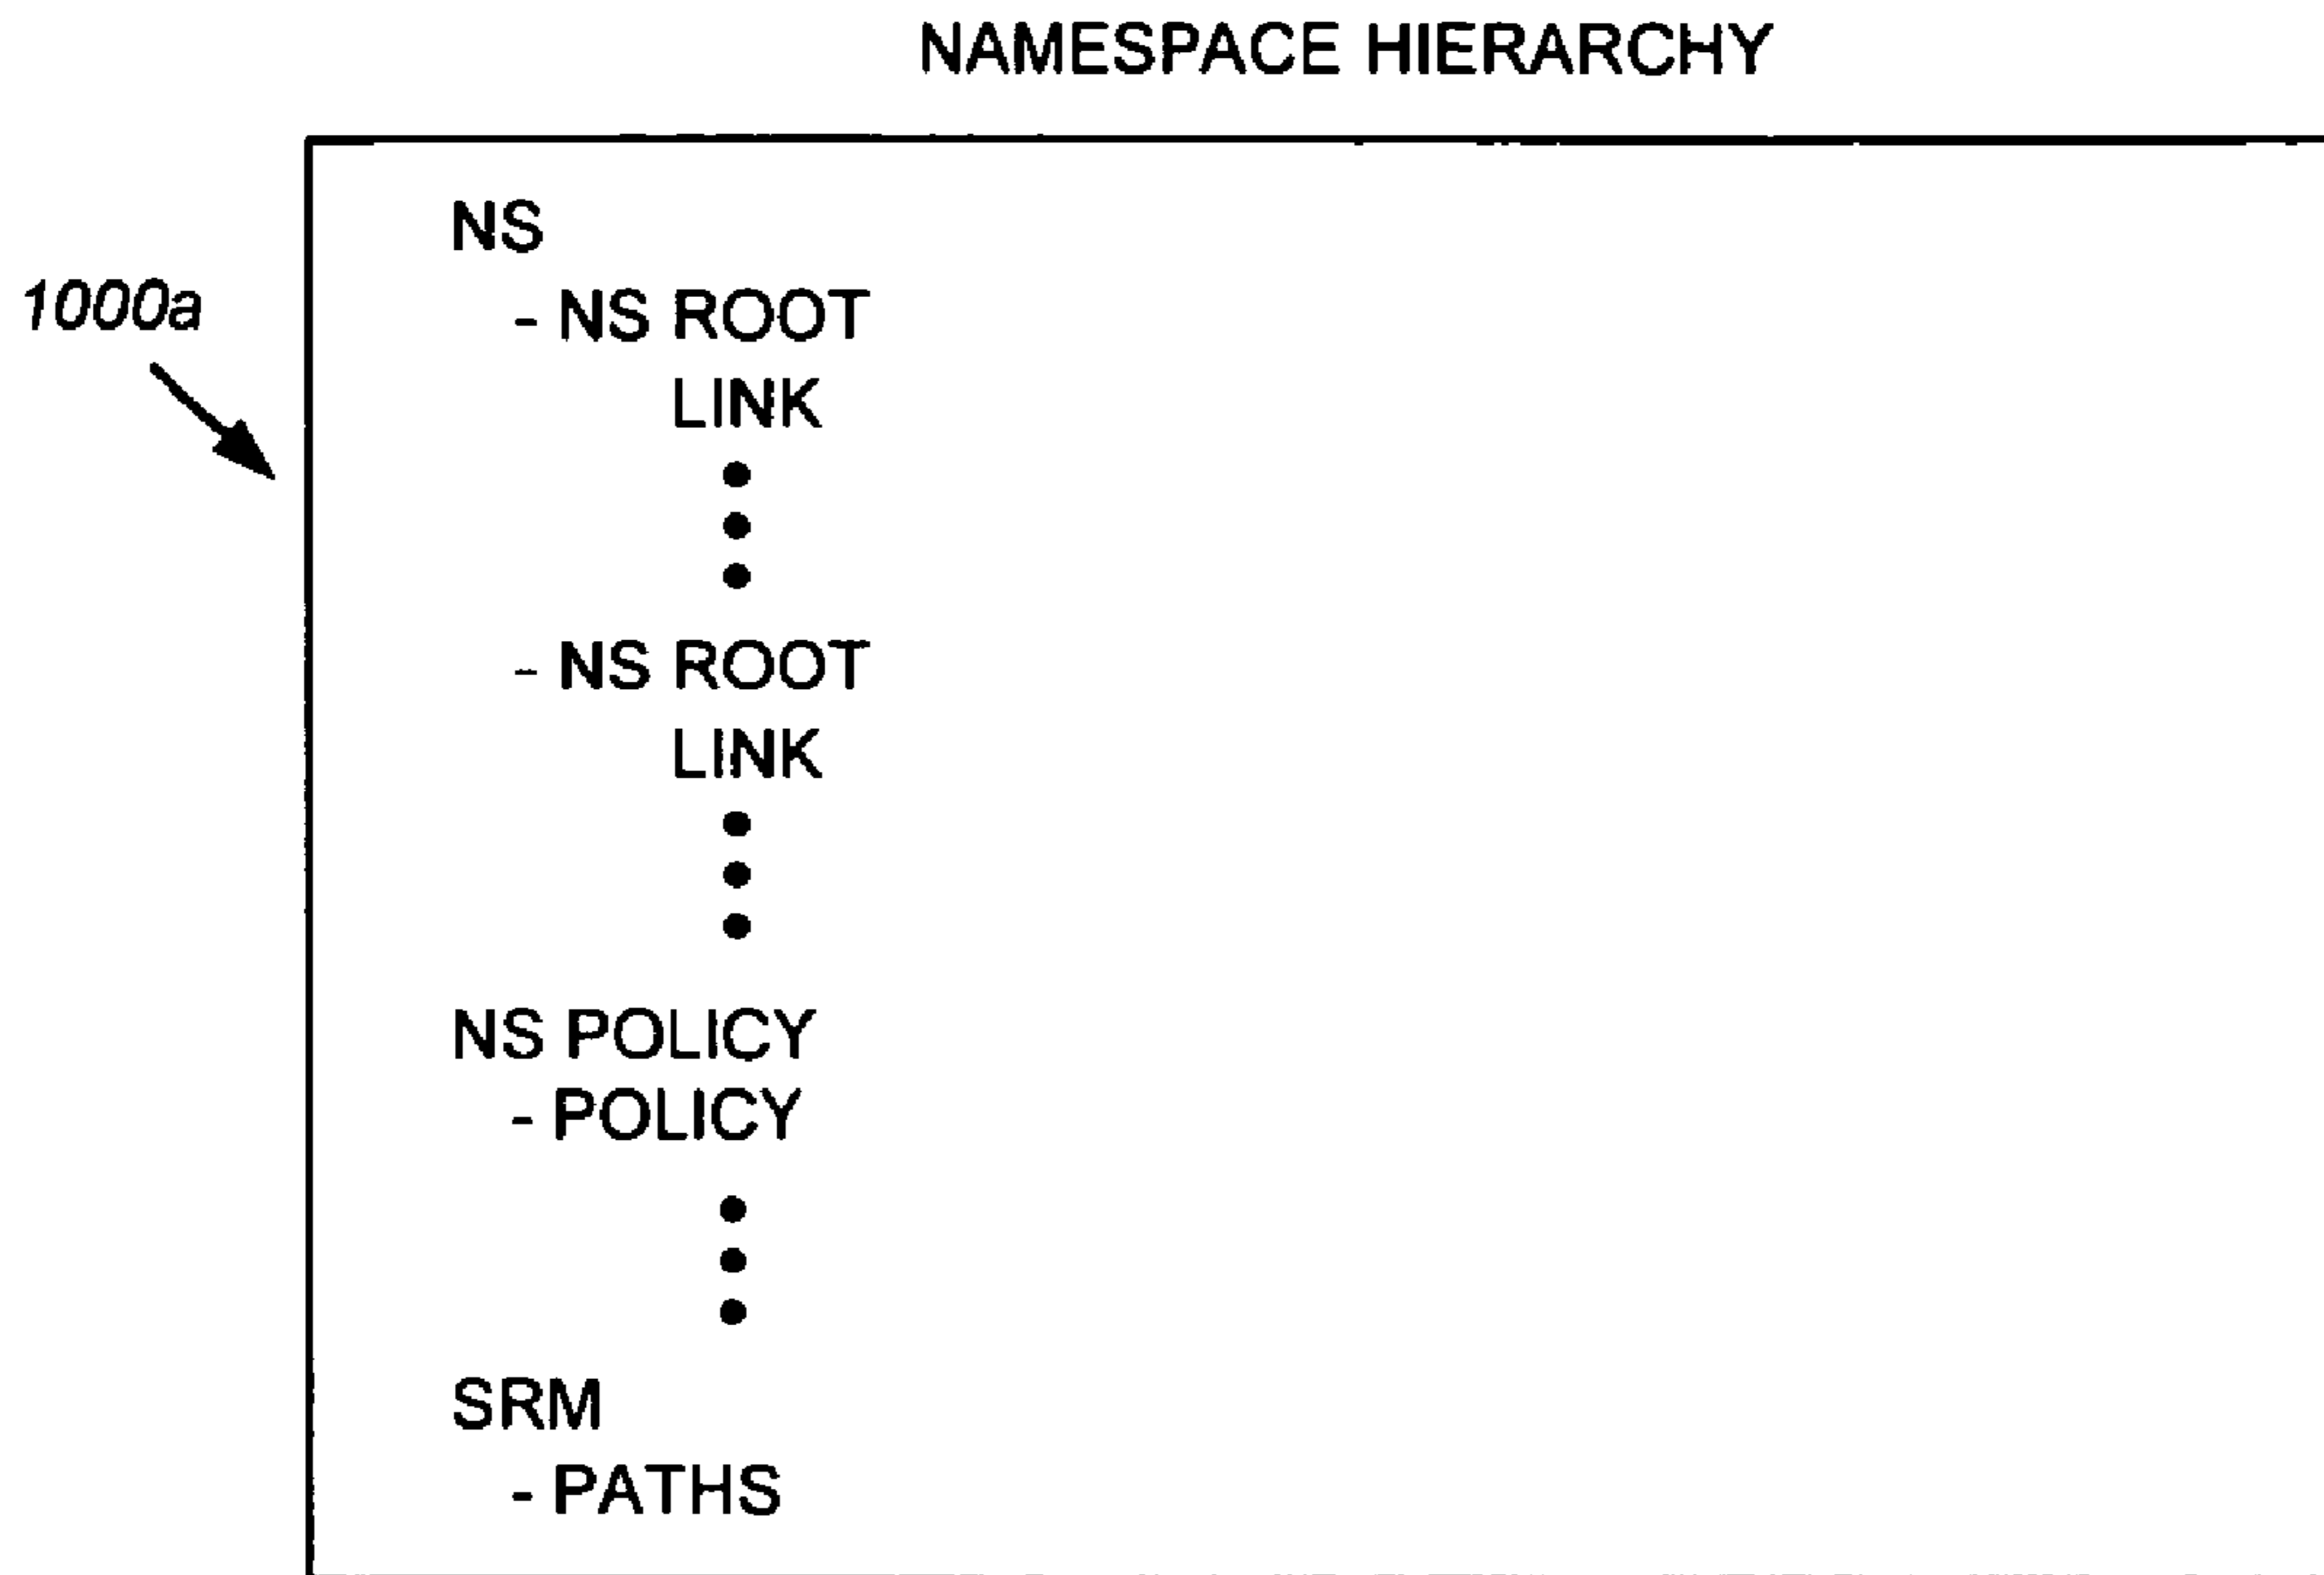 NAMESPACE HIERARCHY
1000a
NS
- NS ROOT
LINK
- NS ROOT
LINK
NS POLICY
- POLICY
SRM
- PATHS